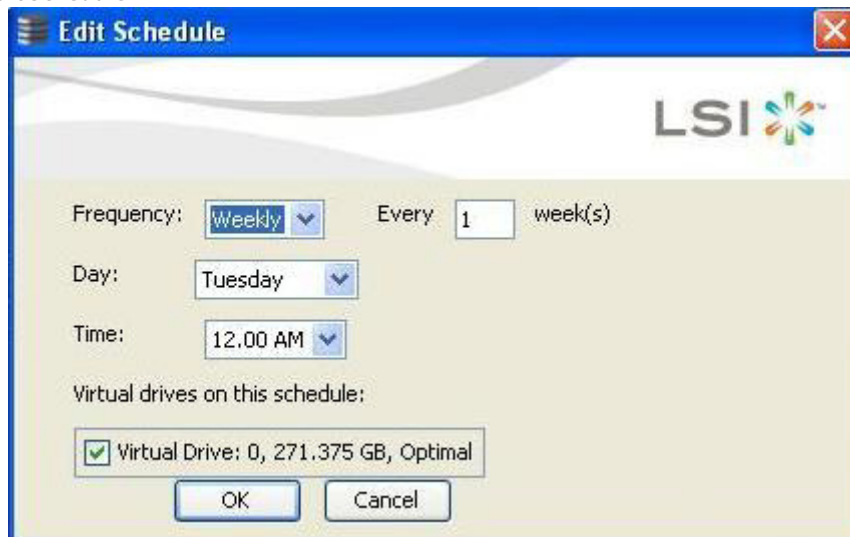 Edit Schedule
LSI
Frequency: Weekly Every 1 week(s)
Day: Tuesday
Time: 12.00 AM
Virtual drives on this schedule:
Virtual Drive: 0, 271.375 GB, Optimal
OK Cancel